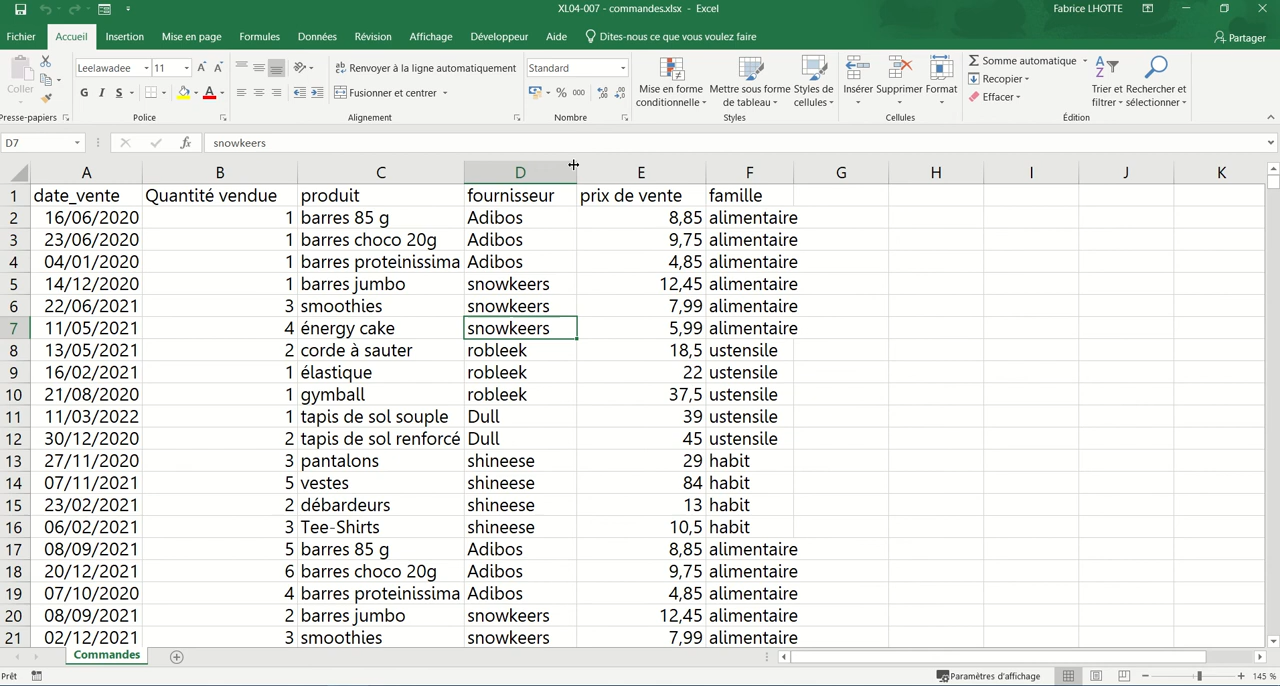 XL04-007 - commandes.xlsx - Excel
Fabrice LHOTTE
Fichier Accueil Insertion Mise en page Formules Données Révision Affichage Développeur Aide Dites-nous ce que vous voulez faire Partager
Coller
Presse-papiers
Leelawadee 11
G I S
Police
Renvoyer à la ligne automatiquement
Fusionner et centrer
Alignement
Standard
% 000
Nombre
Mise en forme conditionnelle
Mettre sous forme de tableau
Styles de cellules
Styles
Insérer Supprimer Format
Cellules
Somme automatique
Recopier
Effacer
Trier et filtrer
Rechercher et sélectionner
Édition
D7 fx snowkeers
A B C D E F G H I J K
1 date_vente Quantité vendue produit fournisseur prix de vente famille
2 16/06/2020 1 barres 85 g Adibos 8,85 alimentaire
3 23/06/2020 1 barres choco 20g Adibos 9,75 alimentaire
4 04/01/2020 1 barres proteinissima Adibos 4,85 alimentaire
5 14/12/2020 1 barres jumbo snowkeers 12,45 alimentaire
6 22/06/2021 3 smoothies snowkeers 7,99 alimentaire
7 11/05/2021 4 énergy cake snowkeers 5,99 alimentaire
8 13/05/2021 2 corde à sauter robleek 18,5 ustensile
9 16/02/2021 1 élastique robleek 22 ustensile
10 21/08/2020 1 gymball robleek 37,5 ustensile
11 11/03/2022 1 tapis de sol souple Dull 39 ustensile
12 30/12/2020 2 tapis de sol renforcé Dull 45 ustensile
13 27/11/2020 3 pantalons shineese 29 habit
14 07/11/2021 5 vestes shineese 84 habit
15 23/02/2021 2 débardeurs shineese 13 habit
16 06/02/2021 3 Tee-Shirts shineese 10,5 habit
17 08/09/2021 5 barres 85 g Adibos 8,85 alimentaire
18 20/12/2021 6 barres choco 20g Adibos 9,75 alimentaire
19 07/10/2020 4 barres proteinissima Adibos 4,85 alimentaire
20 08/09/2021 2 barres jumbo snowkeers 12,45 alimentaire
21 02/12/2021 3 smoothies snowkeers 7,99 alimentaire
Commandes
Prêt
Paramètres d'affichage
145 %